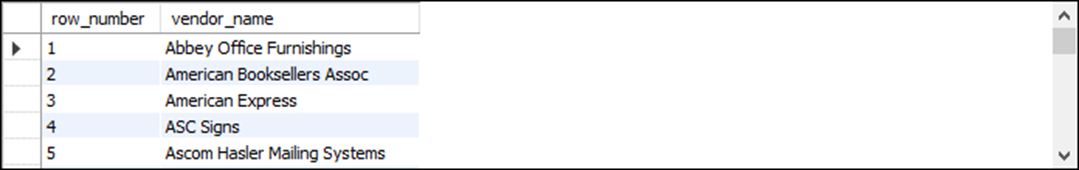 row_number vendor_name
1 Abbey Office Furnishings
2 American Booksellers Assoc
3 American Express
4 ASC Signs
5 Ascom Hasler Mailing Systems